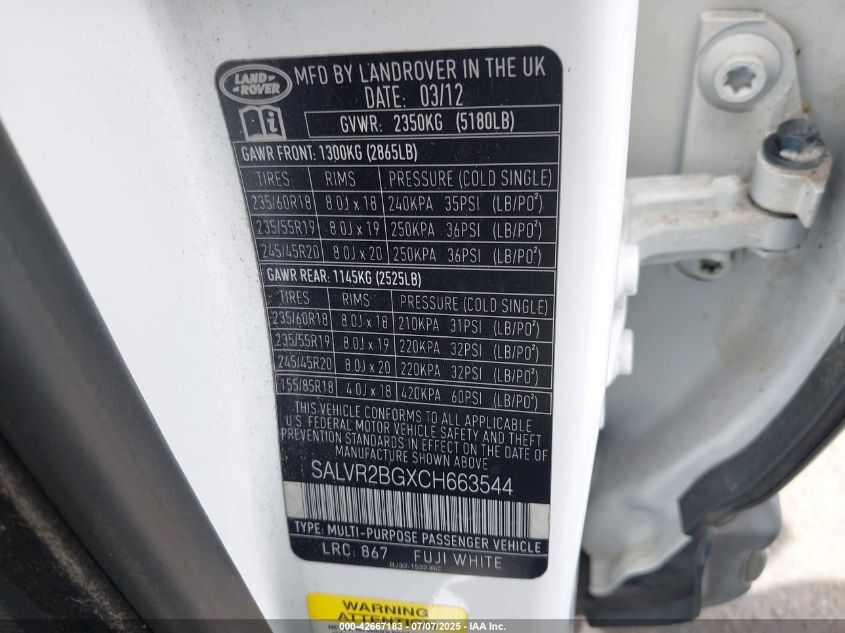 LAND
ROVER
MFD BY LANDROVER IN THE UK
DATE: 03/12
GVWR: 2350KG (5180LB)
GAWR FRONT: 1300KG (2865LB)
TIRES RIMS PRESSURE (COLD SINGLE)
235/60R18 8.0J x 18 240KPA 35PSI (LB/PO²)
235/55R19 8.0J x 19 250KPA 36PSI (LB/PO²)
245/45R20 8.0J x 20 250KPA 36PSI (LB/PO²)
GAWR REAR: 1145KG (2525LB)
TIRES RIMS PRESSURE (COLD SINGLE)
235/60R18 8.0J x 18 210KPA 31PSI (LB/PO²)
235/55R19 8.0J x 19 220KPA 32PSI (LB/PO²)
245/45R20 8.0J x 20 220KPA 32PSI (LB/PO²)
155/85R18 4.0J x 18 420KPA 60PSI (LB/PO²)
THIS VEHICLE CONFORMS TO ALL APPLICABLE
U.S. FEDERAL MOTOR VEHICLE SAFETY AND THEFT
PREVENTION STANDARDS IN EFFECT ON THE DATE OF
MANUFACTURE SHOWN ABOVE
SALVR2BGXCH663544
TYPE: MULTI-PURPOSE PASSENGER VEHICLE
LRC: 867 FUJI WHITE
WARNING
000-42667183 - 07/07/2025 - IAA Inc.